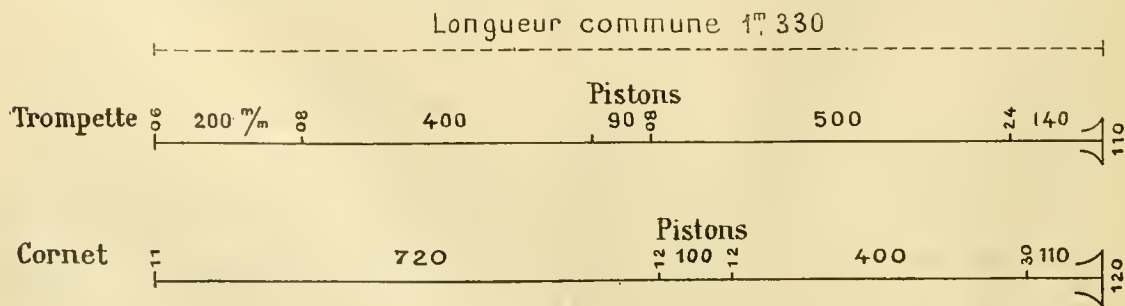 Longueur commune 1m,330
Pistons
Trompette 06 200 m/m 08 400 90 08 500 24 140 110
Pistons
Cornet 11 720 12 100 12 400 30 110 120